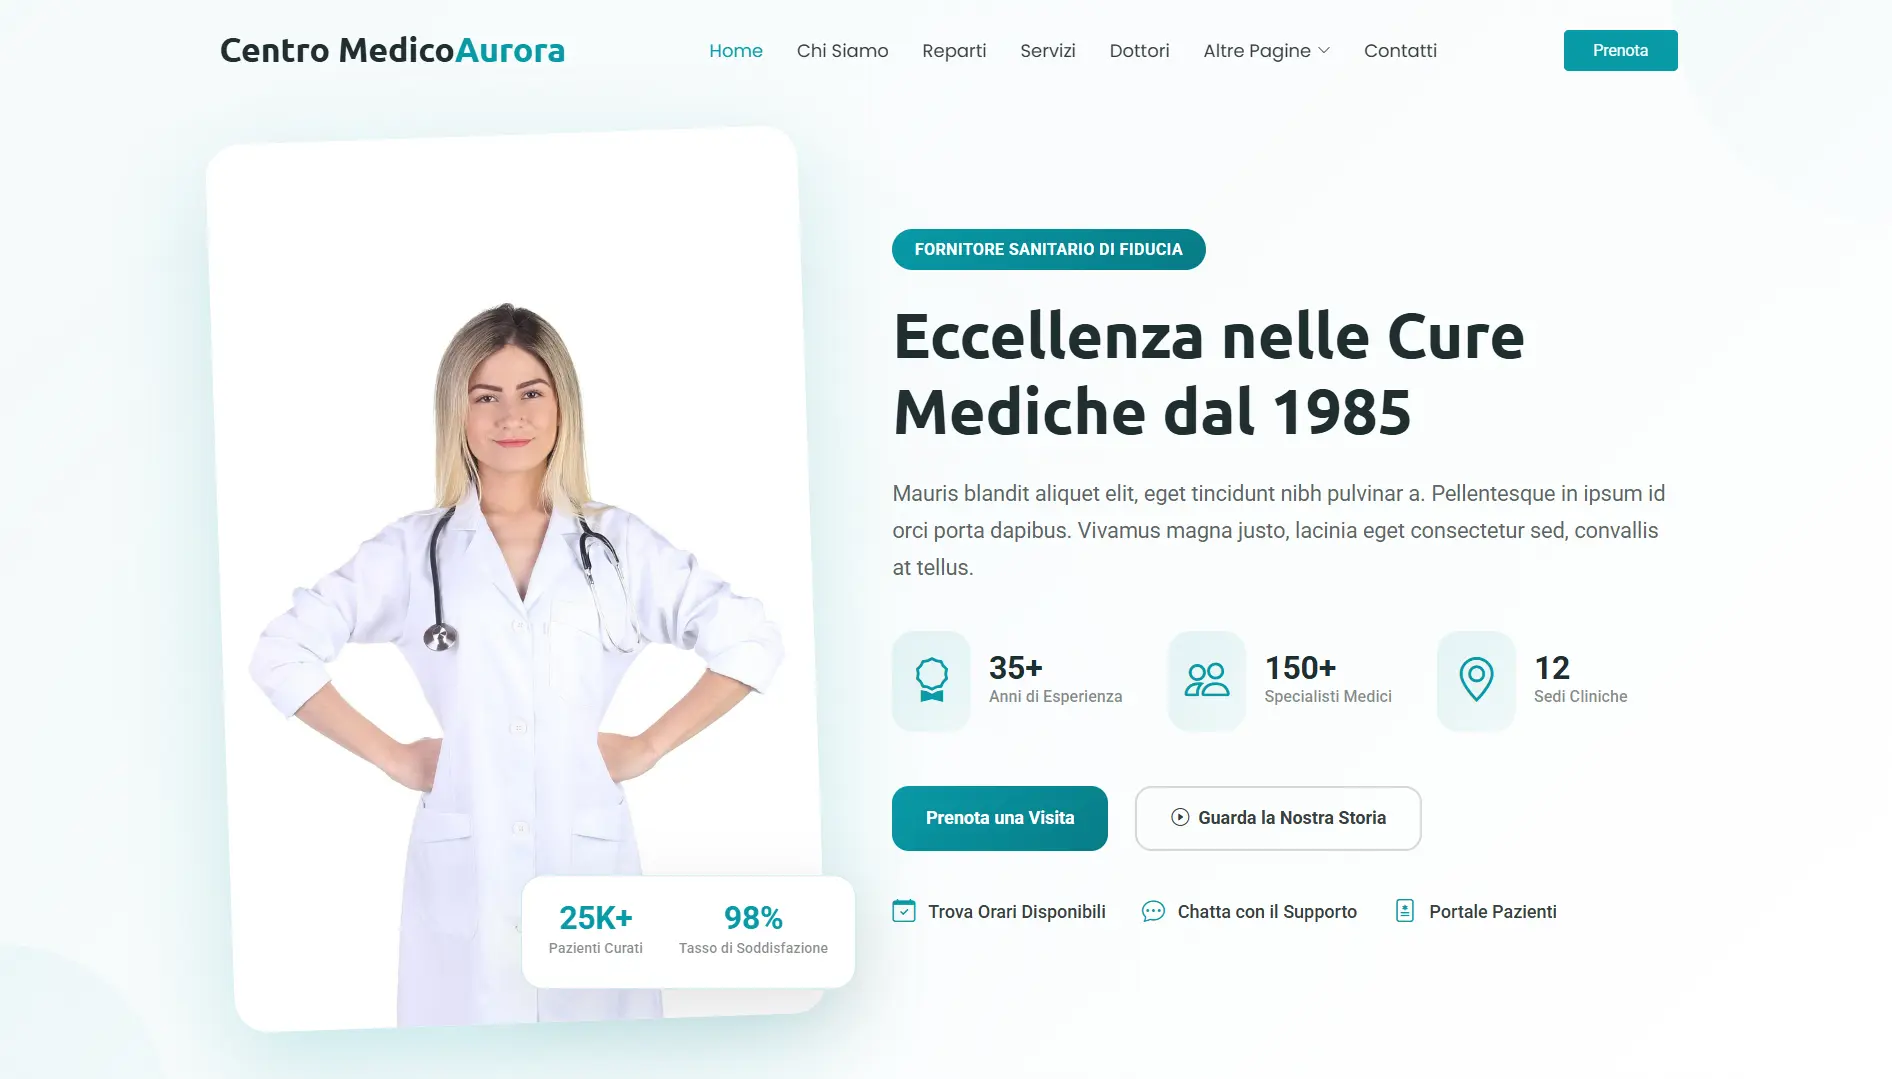 Centro MedicoAurora
Home
Chi Siamo
Reparti
Servizi
Dottori
Altre Pagine
Contatti
Prenota
FORNITORE SANITARIO DI FIDUCIA
Eccellenza nelle Cure
Mediche dal 1985
Mauris blandit aliquet elit, eget tincidunt nibh pulvinar a. Pellentesque in ipsum id
orci porta dapibus. Vivamus magna justo, lacinia eget consectetur sed, convallis
at tellus.
35+
Anni di Esperienza
150+
Specialisti Medici
12
Sedi Cliniche
Prenota una Visita
Guarda la Nostra Storia
Trova Orari Disponibili
Chatta con il Supporto
Portale Pazienti
25K+
Pazienti Curati
98%
Tasso di Soddisfazione